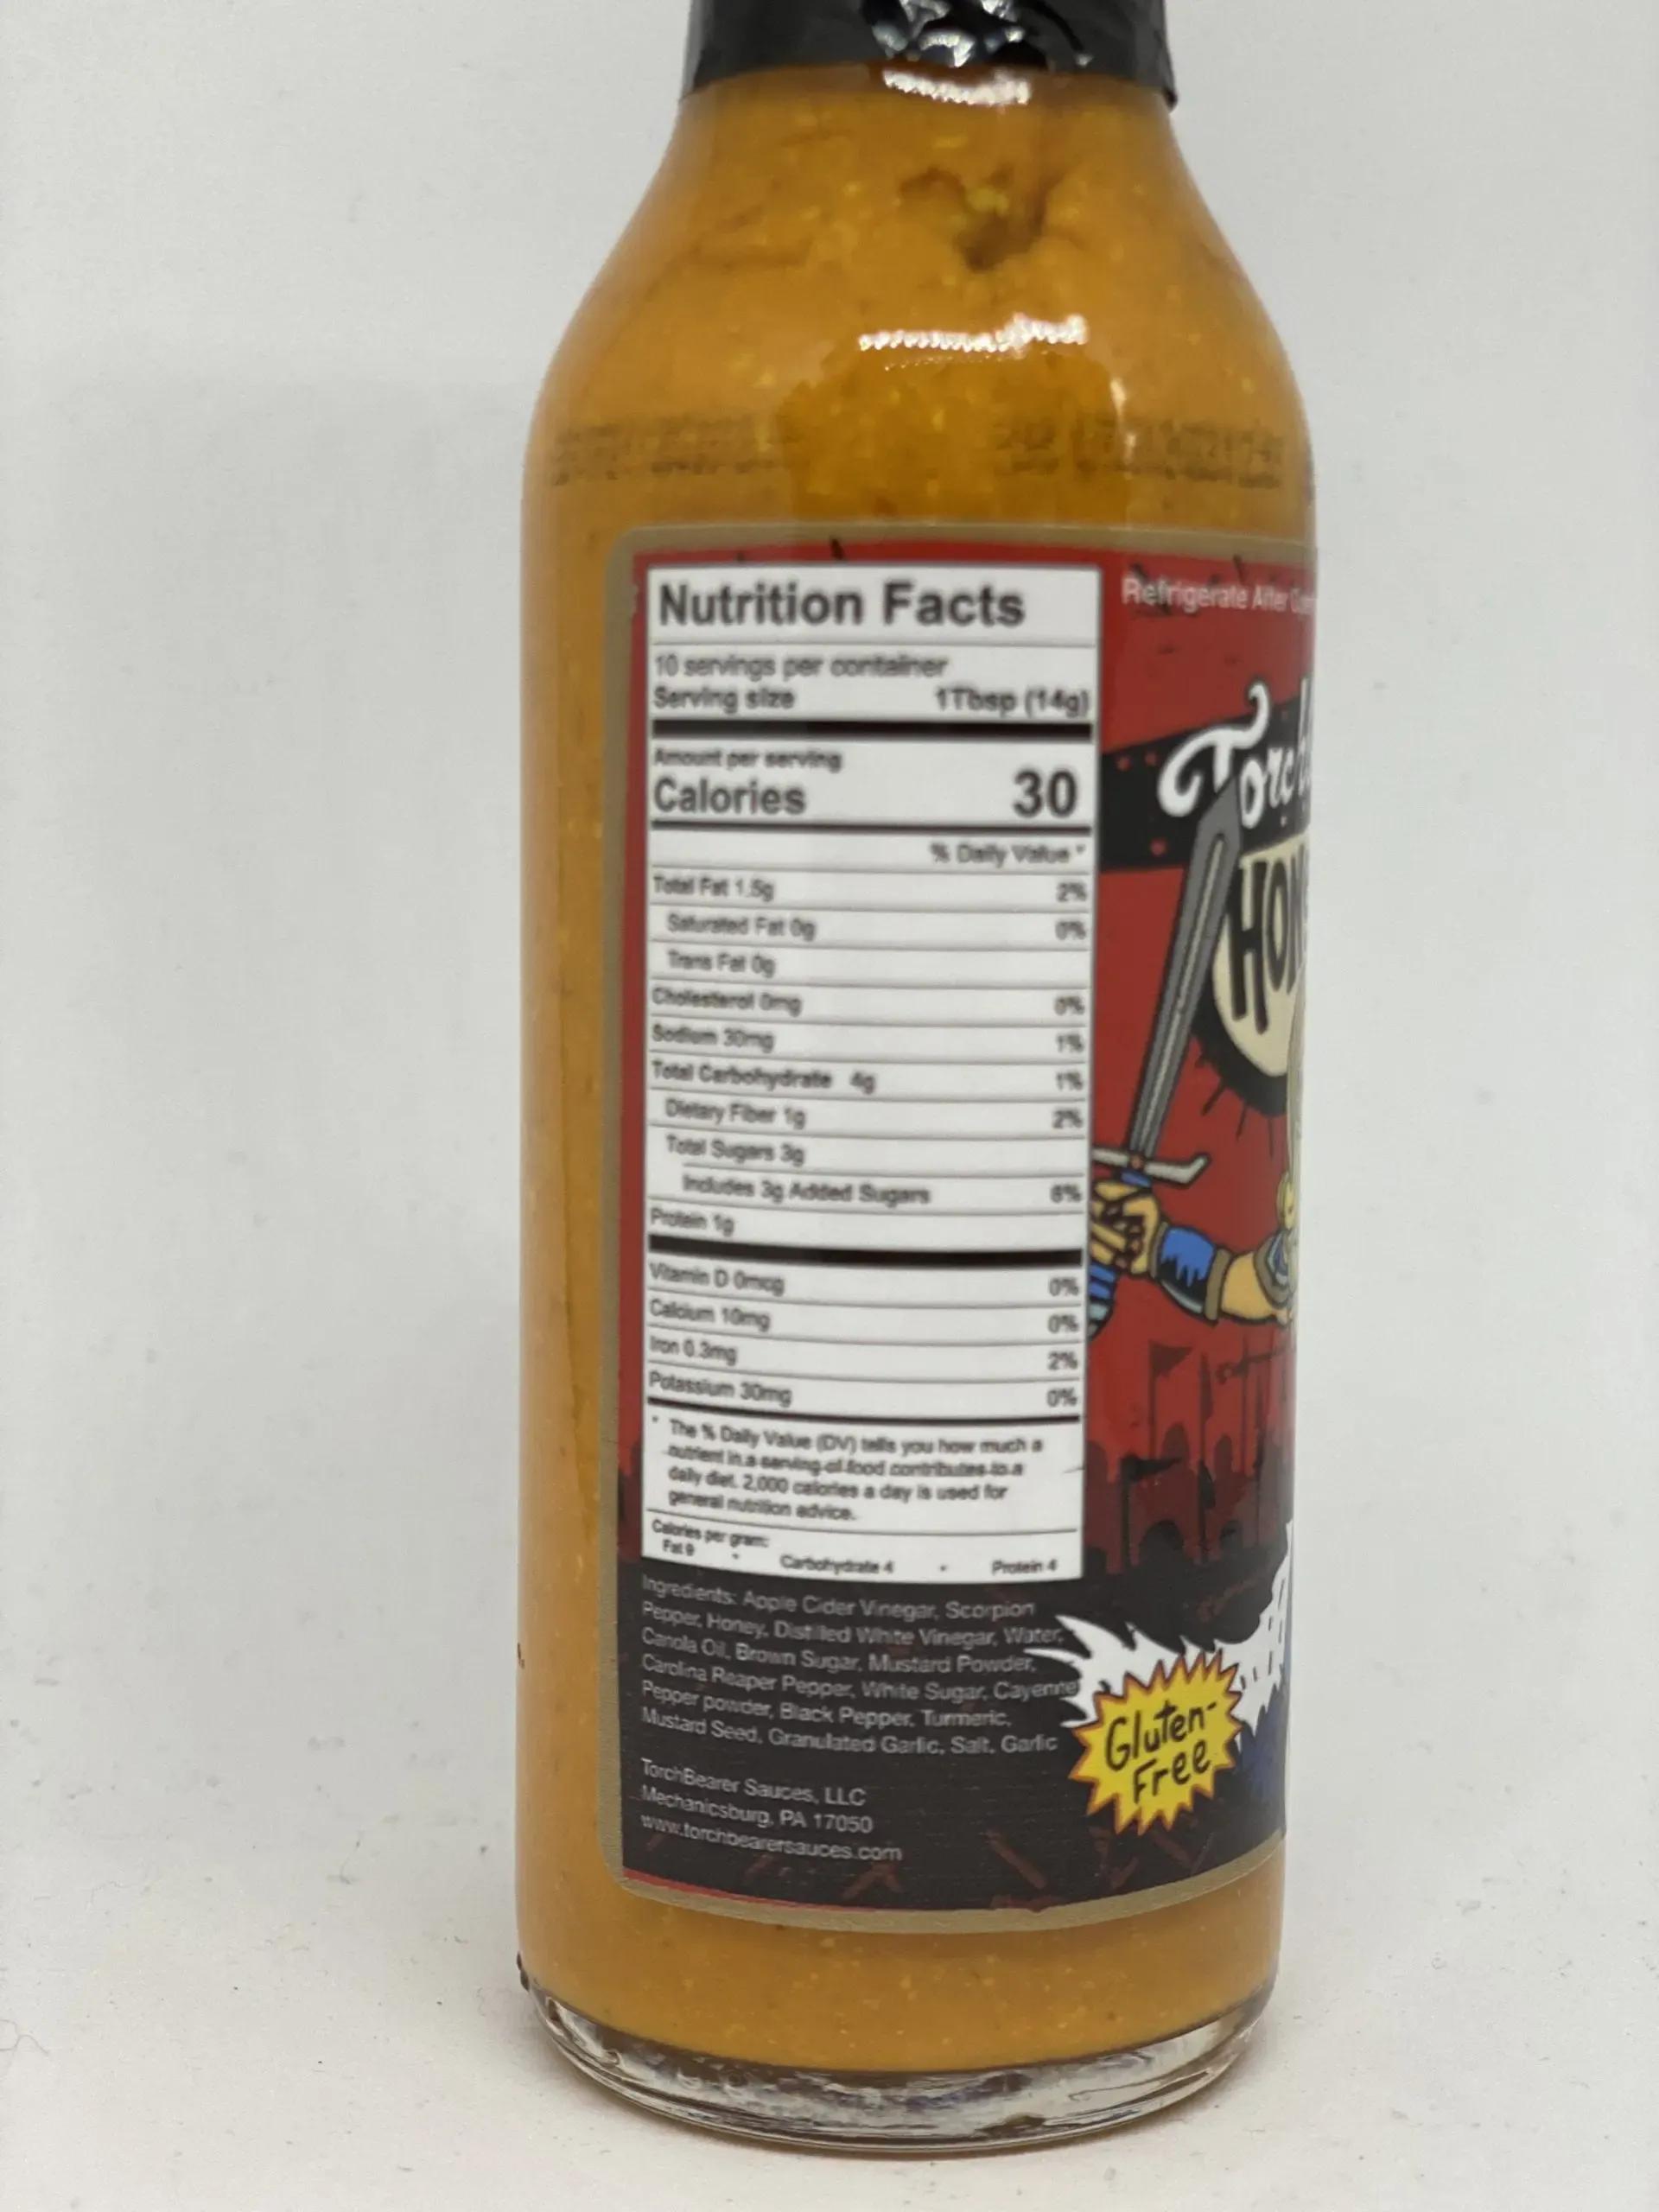 Nutrition Facts
10 servings per container
Serving size 1Tbsp (14g)
Amount per serving
Calories 30
% Daily Value *
Total Fat 1.5g 2%
Saturated Fat 0g 0%
Trans Fat 0g
Cholesterol 0mg 0%
Sodium 30mg 1%
Total Carbohydrate 4g 1%
Dietary Fiber 1g 2%
Total Sugars 3g
Includes 3g Added Sugars 6%
Protein 1g
Vitamin D 0mcg 0%
Calcium 10mg 0%
Iron 0.3mg 2%
Potassium 30mg 0%
* The % Daily Value (DV) tells you how much a
nutrient in a serving of food contributes to a
daily diet. 2,000 calories a day is used for
general nutrition advice.
Calories per gram:
Fat 9 • Carbohydrate 4 • Protein 4
Ingredients: Apple Cider Vinegar, Scorpion
Pepper, Honey, Distilled White Vinegar, Water,
Canola Oil, Brown Sugar, Mustard Powder,
Carolina Reaper Pepper, White Sugar, Cayenne
Pepper powder, Black Pepper, Turmeric,
Mustard Seed, Granulated Garlic, Salt, Garlic
TorchBearer Sauces, LLC
Mechanicsburg, PA 17050
www.torchbearersauces.com
Refrigerate After
Torch
HON
Gluten-
Free